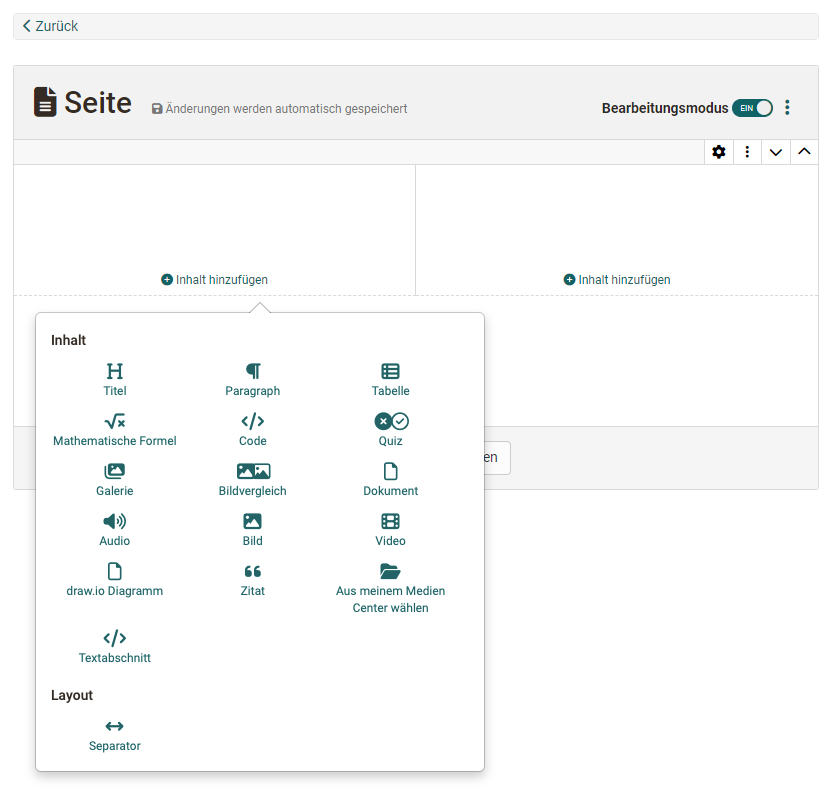 Zurück
Seite
Änderungen werden automatisch gespeichert
Bearbeitungsmodus EIN
Inhalt hinzufügen
Inhalt hinzufügen
Inhalt
Titel
Paragraph
Tabelle
Mathematische Formel
Code
Quiz
Galerie
Bildvergleich
Dokument
Audio
Bild
Video
draw.io Diagramm
Zitat
Aus meinem Medien
Center wählen
Textabschnitt
Layout
Separator